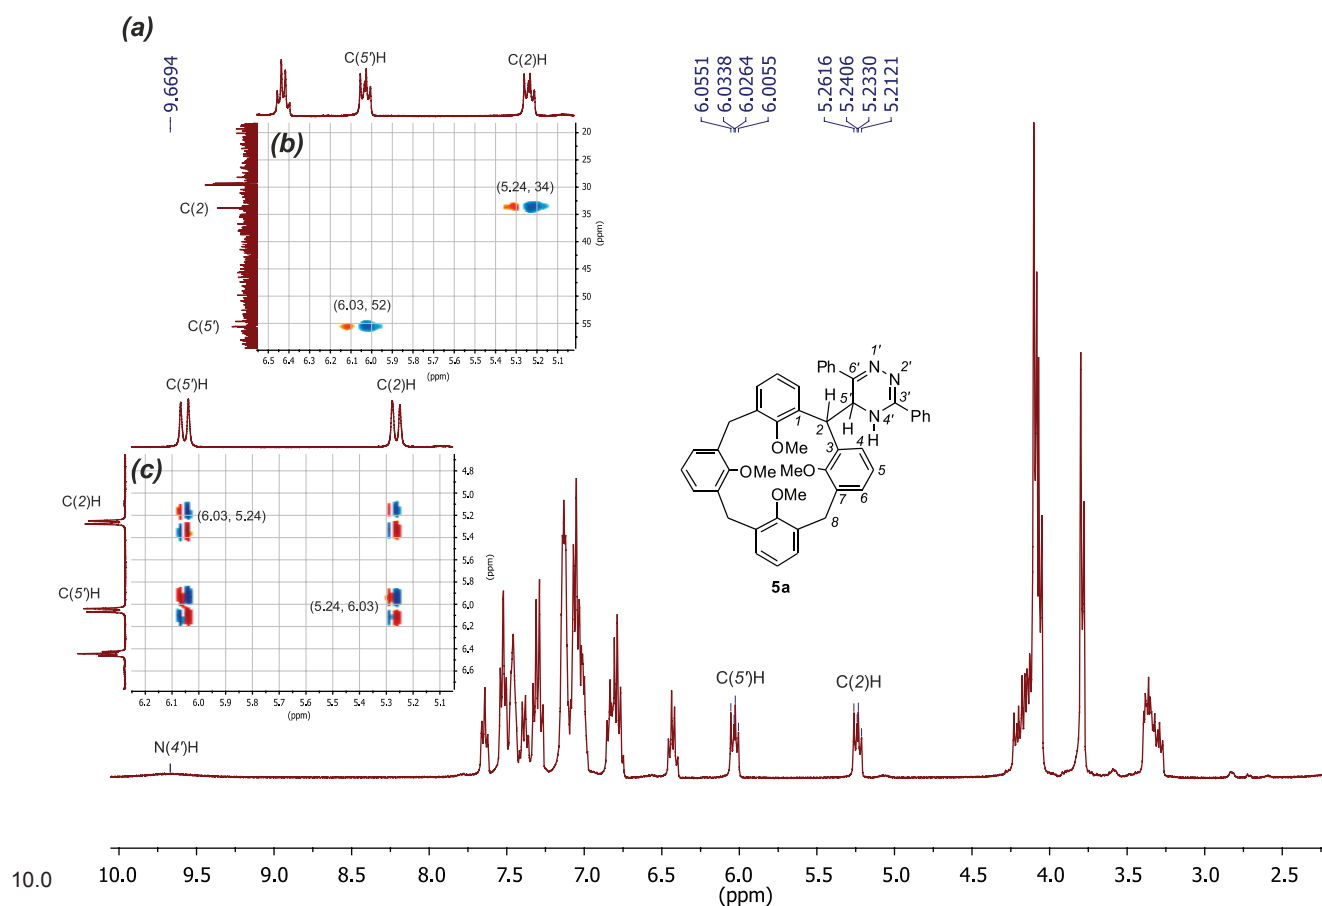 (a)
9.6694
C(5')H
C(2)H
6.0551
6.0338
6.0264
6.0055
5.2616
5.2406
5.2330
5.2121
(b)
20
25
30
35
40
45
50
55
(ppm)
(5.24, 34)
(6.03, 52)
C(2)
C(5')
6.5 6.4 6.3 6.2 6.1 6.0 5.9 5.8 5.7 5.6 5.5 5.4 5.3 5.2 5.1
(ppm)
C(5')H
C(2)H
(c)
C(2)H
C(5')H
(6.03, 5.24)
(5.24, 6.03)
4.8
5.0
5.2
5.4
5.6
5.8
6.0
6.2
6.4
6.6
(ppm)
6.2 6.1 6.0 5.9 5.8 5.7 5.6 5.5 5.4 5.3 5.2 5.1
(ppm)
Ph
1'
6'
N
N
2'
5'
3'
H
Ph
1
2
H
N
4'
H
OMe
3
4
OMe
MeO
5
OMe
7
6
8
5a
C(5')H
C(2)H
N(4')H
10.0
10.0 9.5 9.0 8.5 8.0 7.5 7.0 6.5 6.0 5.5 5.0 4.5 4.0 3.5 3.0 2.5
(ppm)